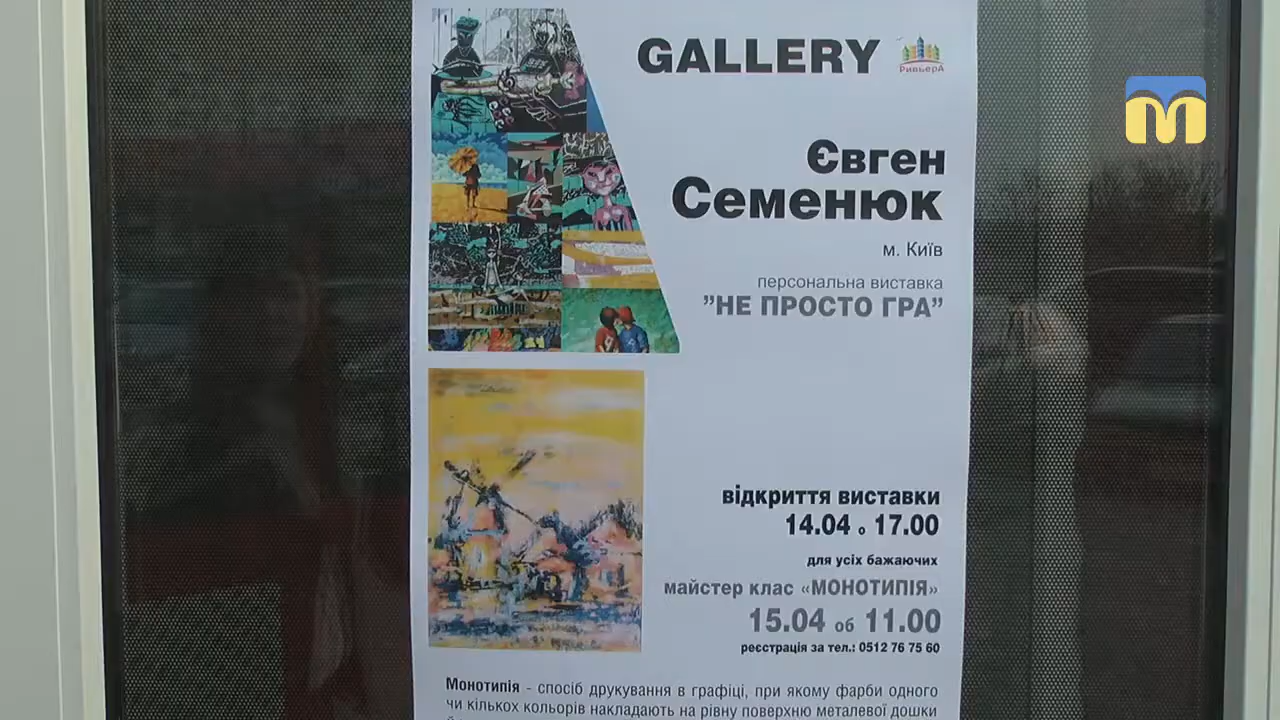 GALLERY
РивьерА
Євген
Семенюк
м. Київ
персональна виставка
”НЕ ПРОСТО ГРА”
відкриття виставки
14.04 о 17.00
для усіх бажаючих
майстер клас «МОНОТИПІЯ»
15.04 об 11.00
реєстрація за тел.: 0512 76 75 60
Монотипія - спосіб друкування в графіці, при якому фарби одного
чи кількох кольорів накладають на рівну поверхню металевої дошки